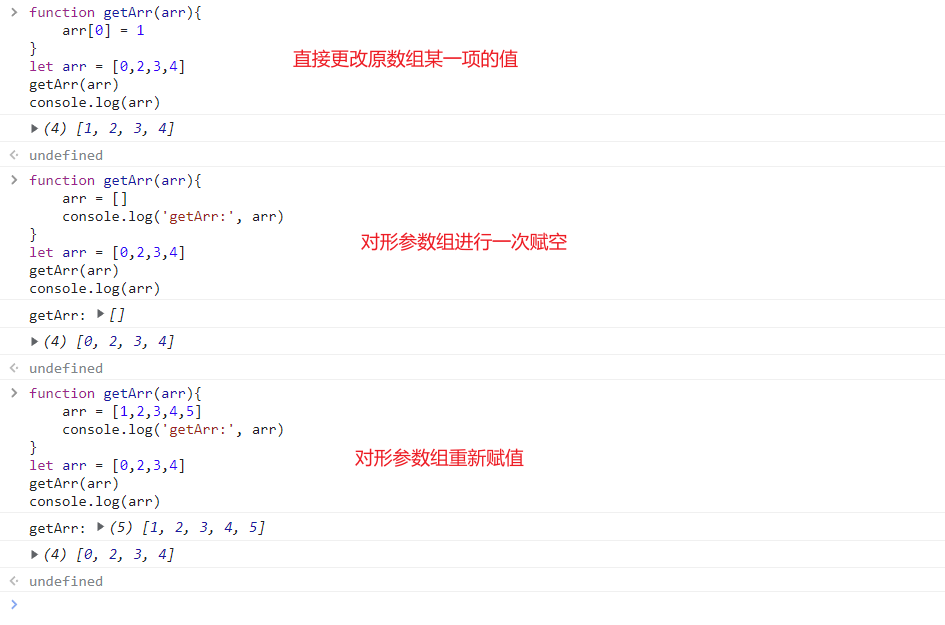 function getArr(arr){
    arr[0] = 1
}
直接更改原数组某一项的值
let arr = [0,2,3,4]
getArr(arr)
console.log(arr)
(4) [1, 2, 3, 4]
undefined
function getArr(arr){
    arr = []
    console.log('getArr:', arr)
}
对形参数组进行一次赋空
let arr = [0,2,3,4]
getArr(arr)
console.log(arr)
getArr: []
(4) [0, 2, 3, 4]
undefined
function getArr(arr){
    arr = [1,2,3,4,5]
    console.log('getArr:', arr)
}
对形参数组重新赋值
let arr = [0,2,3,4]
getArr(arr)
console.log(arr)
getArr: (5) [1, 2, 3, 4, 5]
(4) [0, 2, 3, 4]
undefined